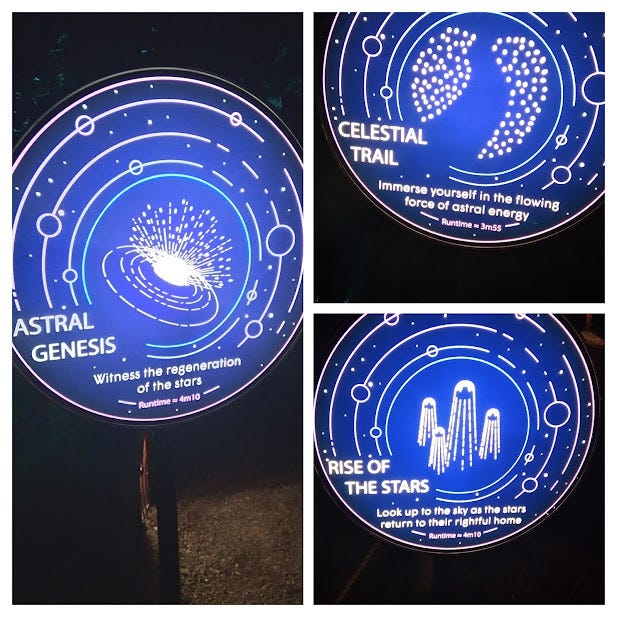 ASTRAL
GENESIS
Witness the regeneration
of the stars
Runtime ≈ 4m10
CELESTIAL
TRAIL
Immerse yourself in the flowing
force of astral energy
Runtime ≈ 3m55
RISE OF
THE STARS
Look up to the sky as the stars
return to their rightful home
Runtime ≈ 4m10